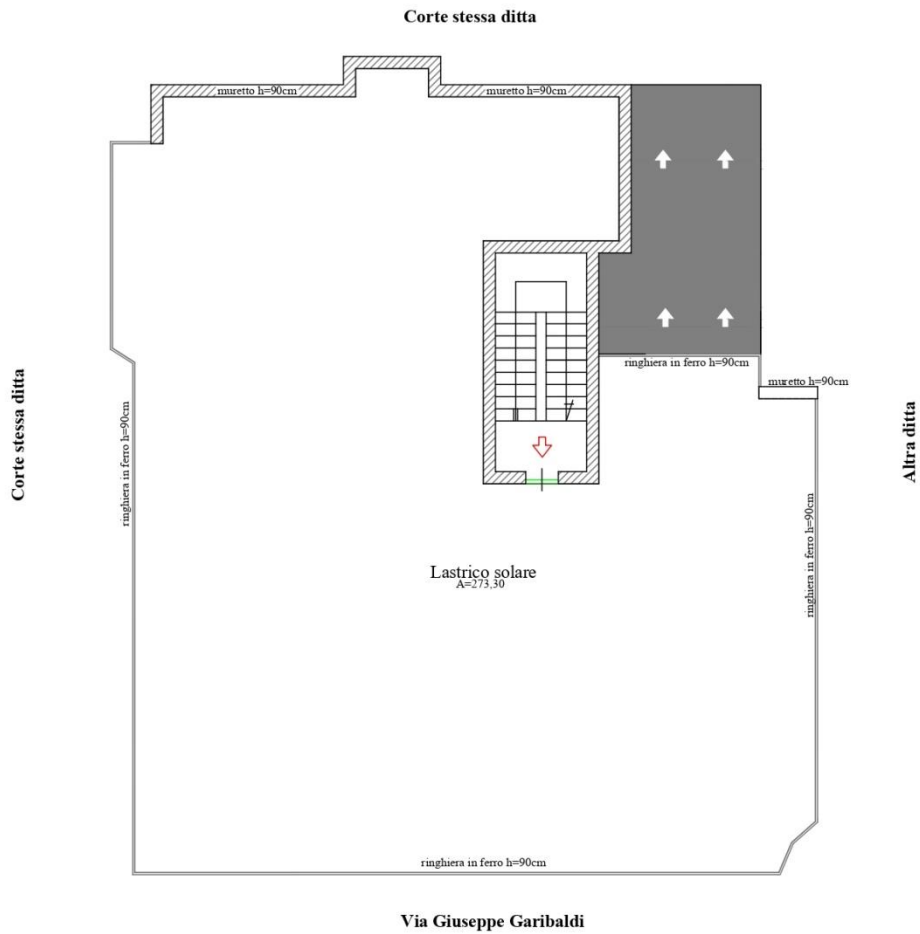 Corte stessa ditta
muretto h=90cm
muretto h=90cm
ringhiera in ferro h=90cm
muretto h=90cm
Corte stessa ditta
ringhiera in ferro h=90cm
Altra ditta
ringhiera in ferro h=90cm
Lastrico solare
A=273,30
ringhiera in ferro h=90cm
Via Giuseppe Garibaldi